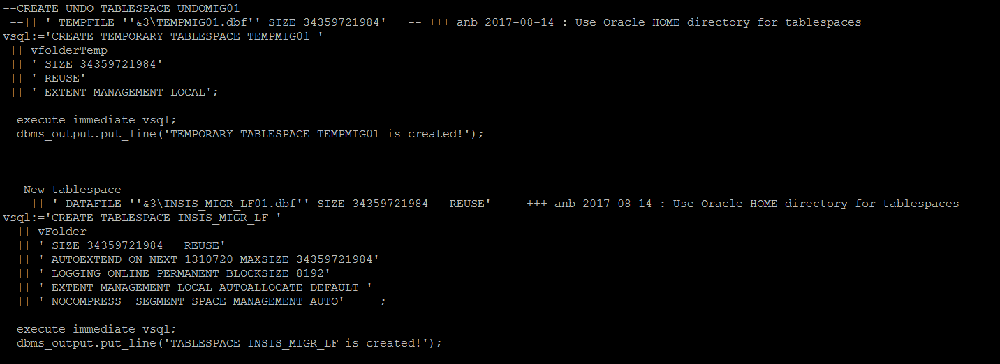 --CREATE UNDO TABLESPACE UNDOMIG01
--|| ' TEMPFILE ''&3\TEMPMIG01.dbf'' SIZE 34359721984'   -- +++ anb 2017-08-14 : Use Oracle HOME directory for tablespaces
vsql:='CREATE TEMPORARY TABLESPACE TEMPMIG01 '
|| vfolderTemp
|| ' SIZE 34359721984'
|| ' REUSE'
|| ' EXTENT MANAGEMENT LOCAL';
execute immediate vsql;
dbms_output.put_line('TEMPORARY TABLESPACE TEMPMIG01 is created!');
-- New tablespace
--  || ' DATAFILE ''&3\INSIS_MIGR_LF01.dbf'' SIZE 34359721984   REUSE'  -- +++ anb 2017-08-14 : Use Oracle HOME directory for tablespaces
vsql:='CREATE TABLESPACE INSIS_MIGR_LF '
|| vFolder
|| ' SIZE 34359721984   REUSE'
|| ' AUTOEXTEND ON NEXT 1310720 MAXSIZE 34359721984'
|| ' LOGGING ONLINE PERMANENT BLOCKSIZE 8192'
|| ' EXTENT MANAGEMENT LOCAL AUTOALLOCATE DEFAULT '
|| ' NOCOMPRESS  SEGMENT SPACE MANAGEMENT AUTO'     ;
execute immediate vsql;
dbms_output.put_line('TABLESPACE INSIS_MIGR_LF is created!');